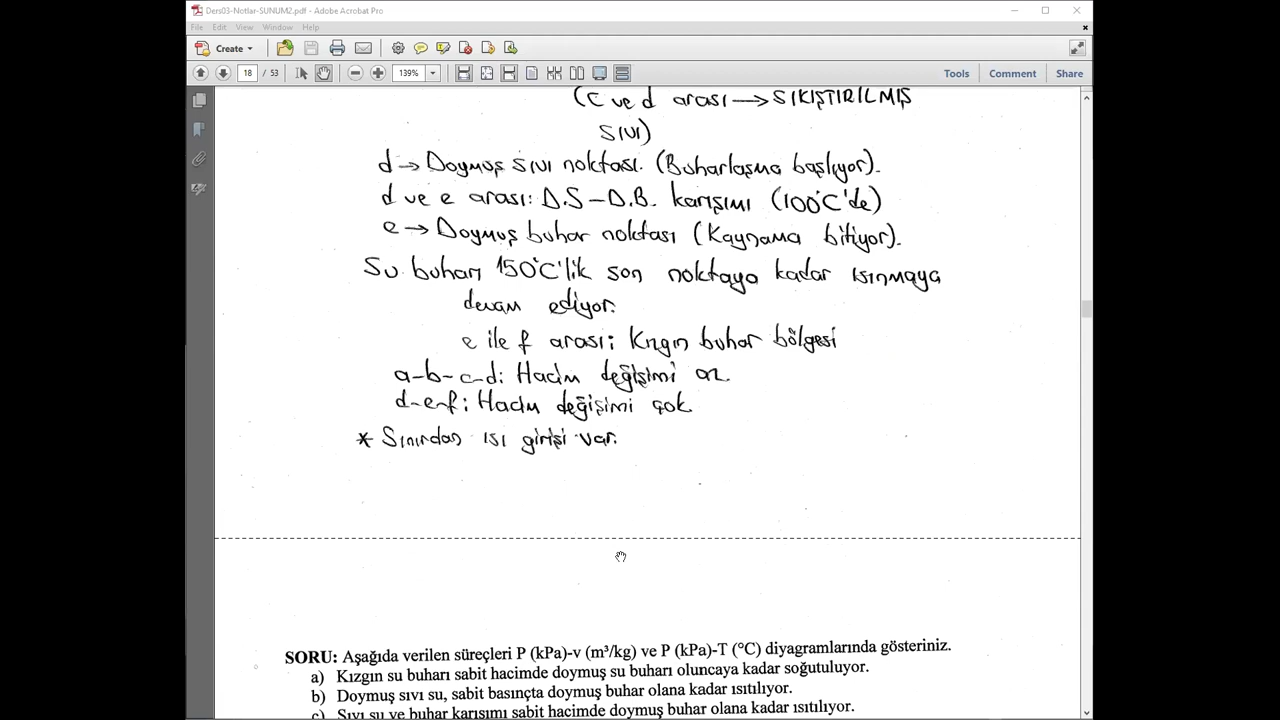 Ders03-Notlar-SUNUM2.pdf - Adobe Acrobat Pro
File Edit View Window Help
Create
18 / 53 139% Tools Comment Share
(c ve d arası → SIKIŞTIRILMIŞ
SIVI)
d → Doymuş sıvı noktası. (Buharlaşma başlıyor).
d ve e arası: D.S – D.B. karışımı (100°C'de)
e → Doymuş buhar noktası (Kaynama bitiyor).
Su buharı 150°C'lik son noktaya kadar ısınmaya
devam ediyor.
e ile f arası: Kızgın buhar bölgesi
a-b-c-d: Hacim değişimi az.
d-e-f: Hacim değişimi çok.
* Sınırdan ısı girişi var.
SORU: Aşağıda verilen süreçleri P (kPa)-v (m³/kg) ve P (kPa)-T (°C) diyagramlarında gösteriniz.
a) Kızgın su buharı sabit hacimde doymuş su buharı oluncaya kadar soğutuluyor.
b) Doymuş sıvı su, sabit basınçta doymuş buhar olana kadar ısıtılıyor.
c) Sıvı su ve buhar karışımı sabit hacimde doymuş buhar olana kadar ısıtılıyor.